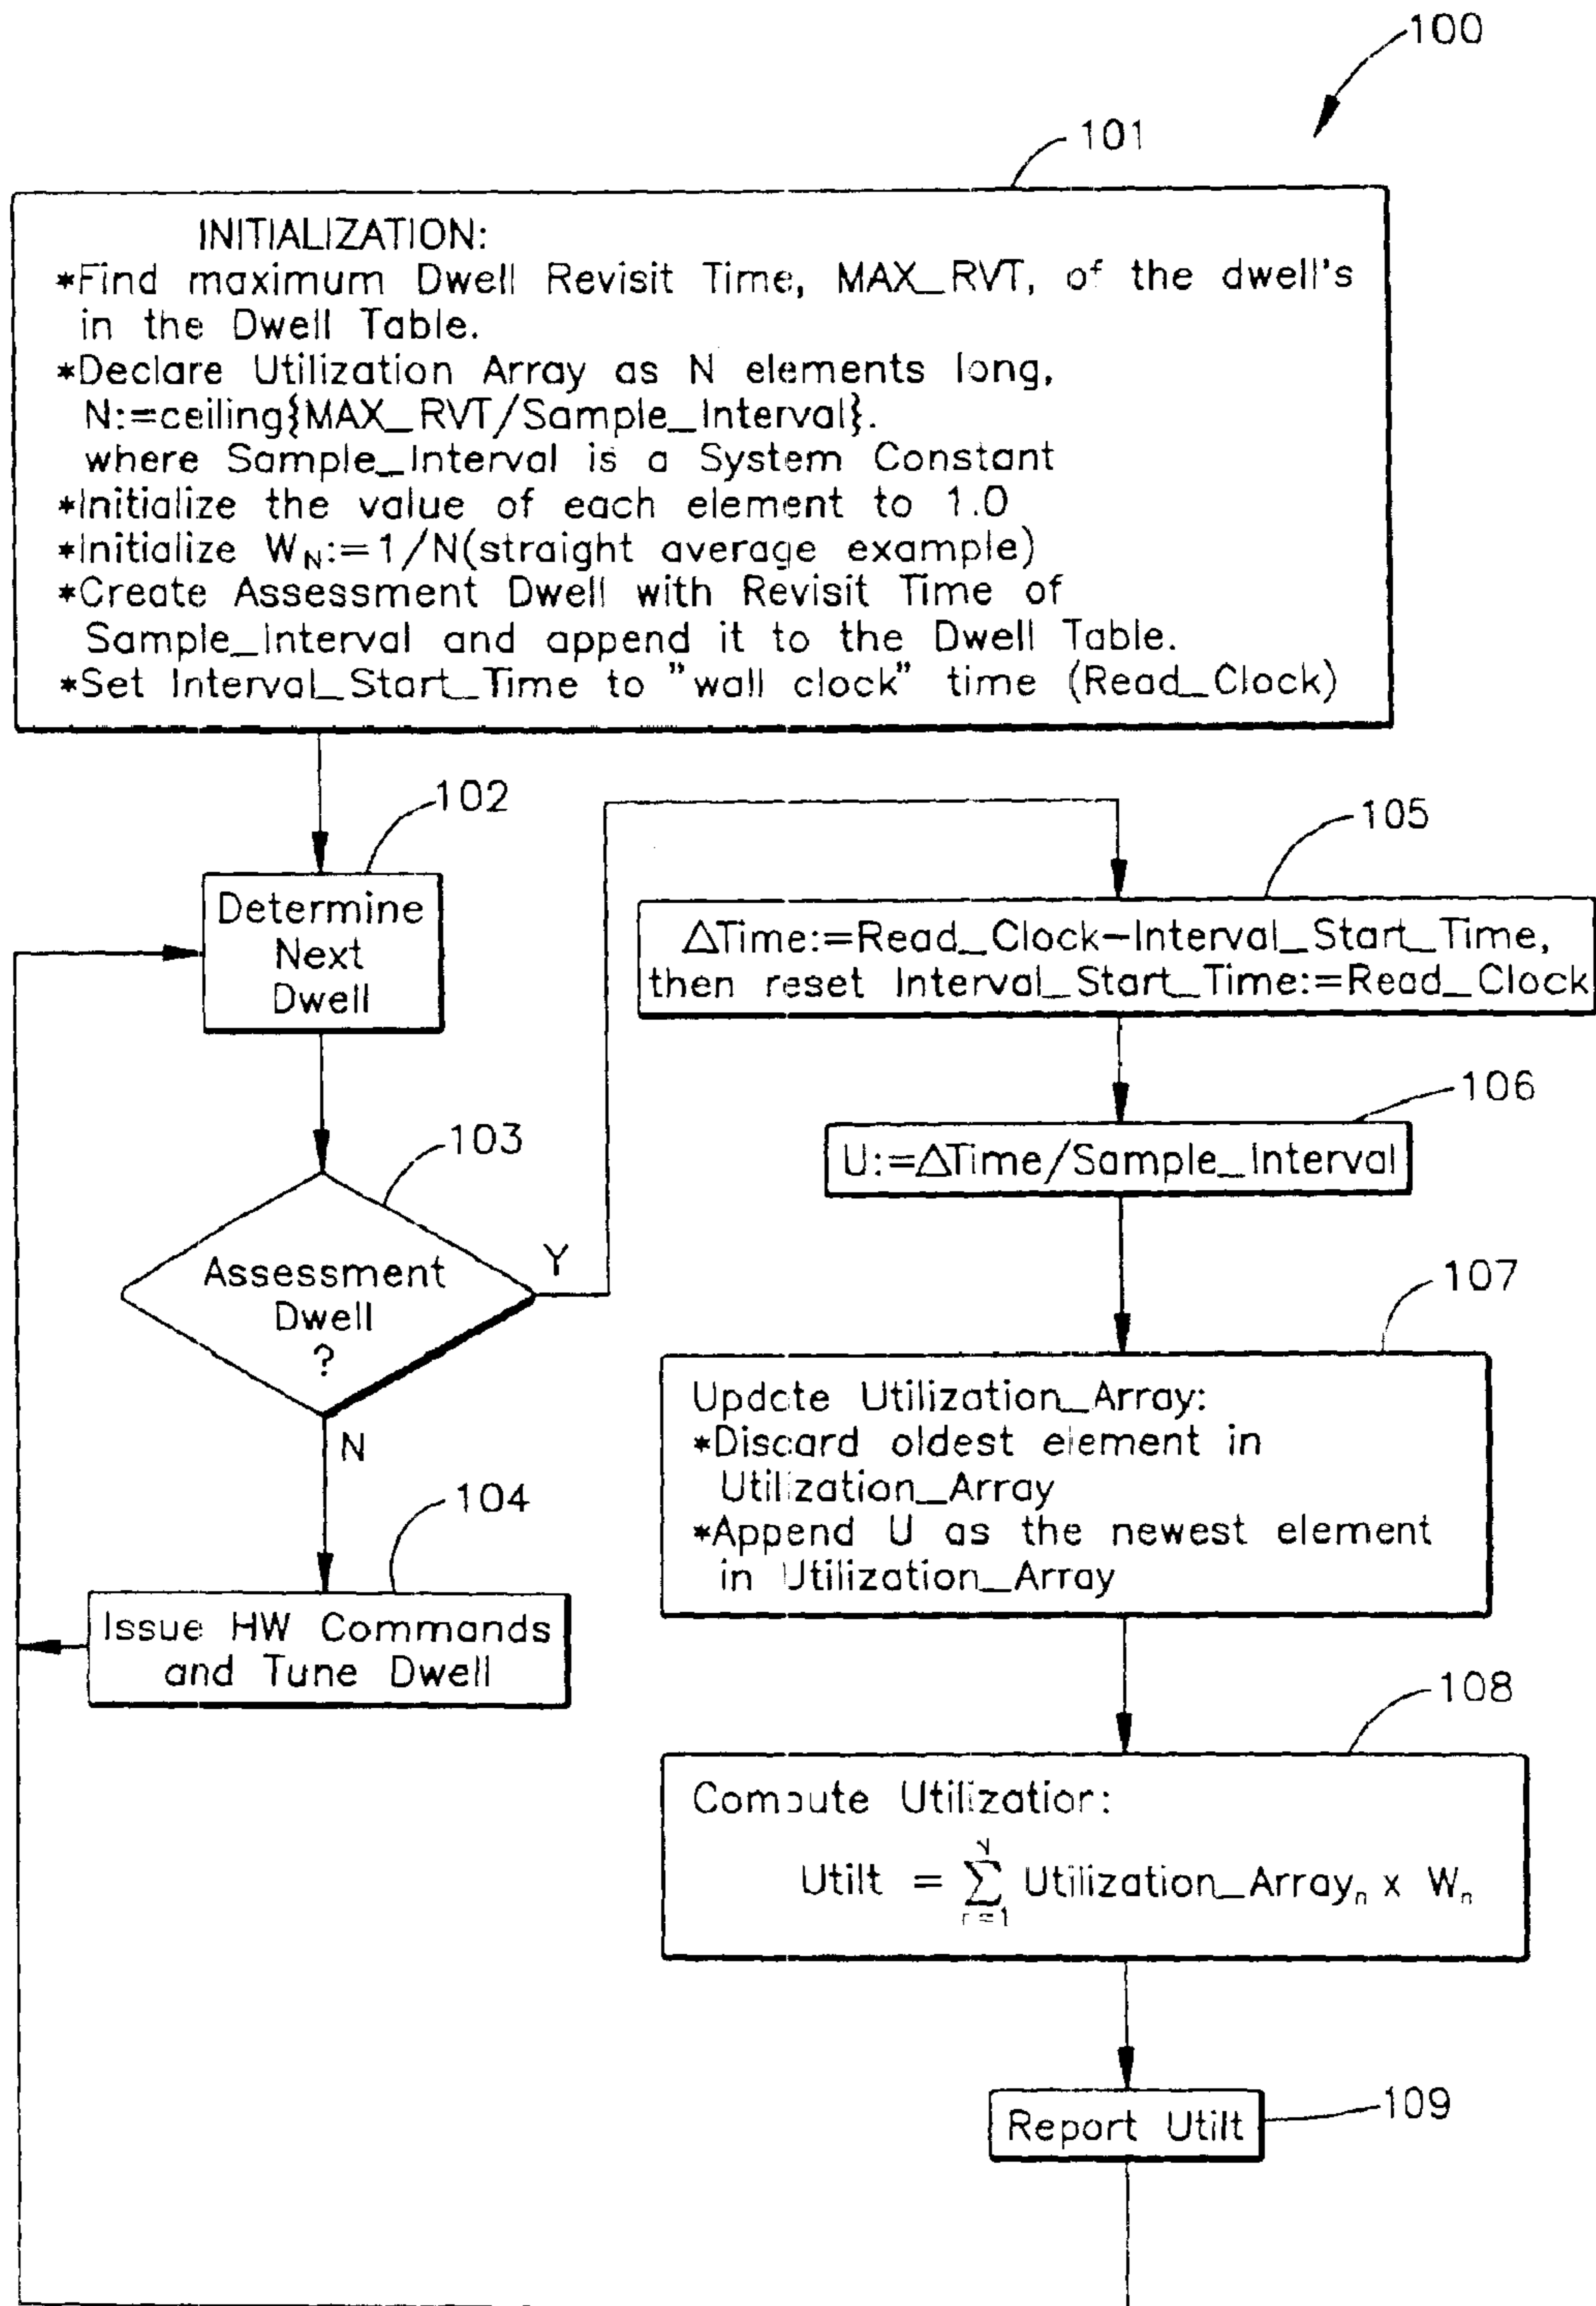 100
101
INITIALIZATION:
*Find maximum Dwell Revisit Time, MAX_RVT, of the dwell's
in the Dwell Table.
*Declare Utilization Array as N elements long,
N:=ceiling{MAX_RVT/Sample_Interval}.
where Sample_Interval is a System Constant
*Initialize the value of each element to 1.0
*Initialize W_N:=1/N(straight average example)
*Create Assessment Dwell with Revisit Time of
Sample_Interval and append it to the Dwell Table.
*Set Interval_Start_Time to "wall clock" time (Read_Clock)
102
Determine
Next
Dwell
103
Assessment
Dwell
?
Y
N
104
Issue HW Commands
and Tune Dwell
105
ΔTime:=Read_Clock-Interval_Start_Time,
then reset Interval_Start_Time:=Read_Clock
106
U:=ΔTime/Sample_Interval
107
Update Utilization_Array:
*Discard oldest element in
Utilization_Array
*Append U as the newest element
in Utilization_Array
108
Compute Utilization:
Utilt = ∑_{n=1}^{N} Utilization_Array_n x W_n
109
Report Utilt